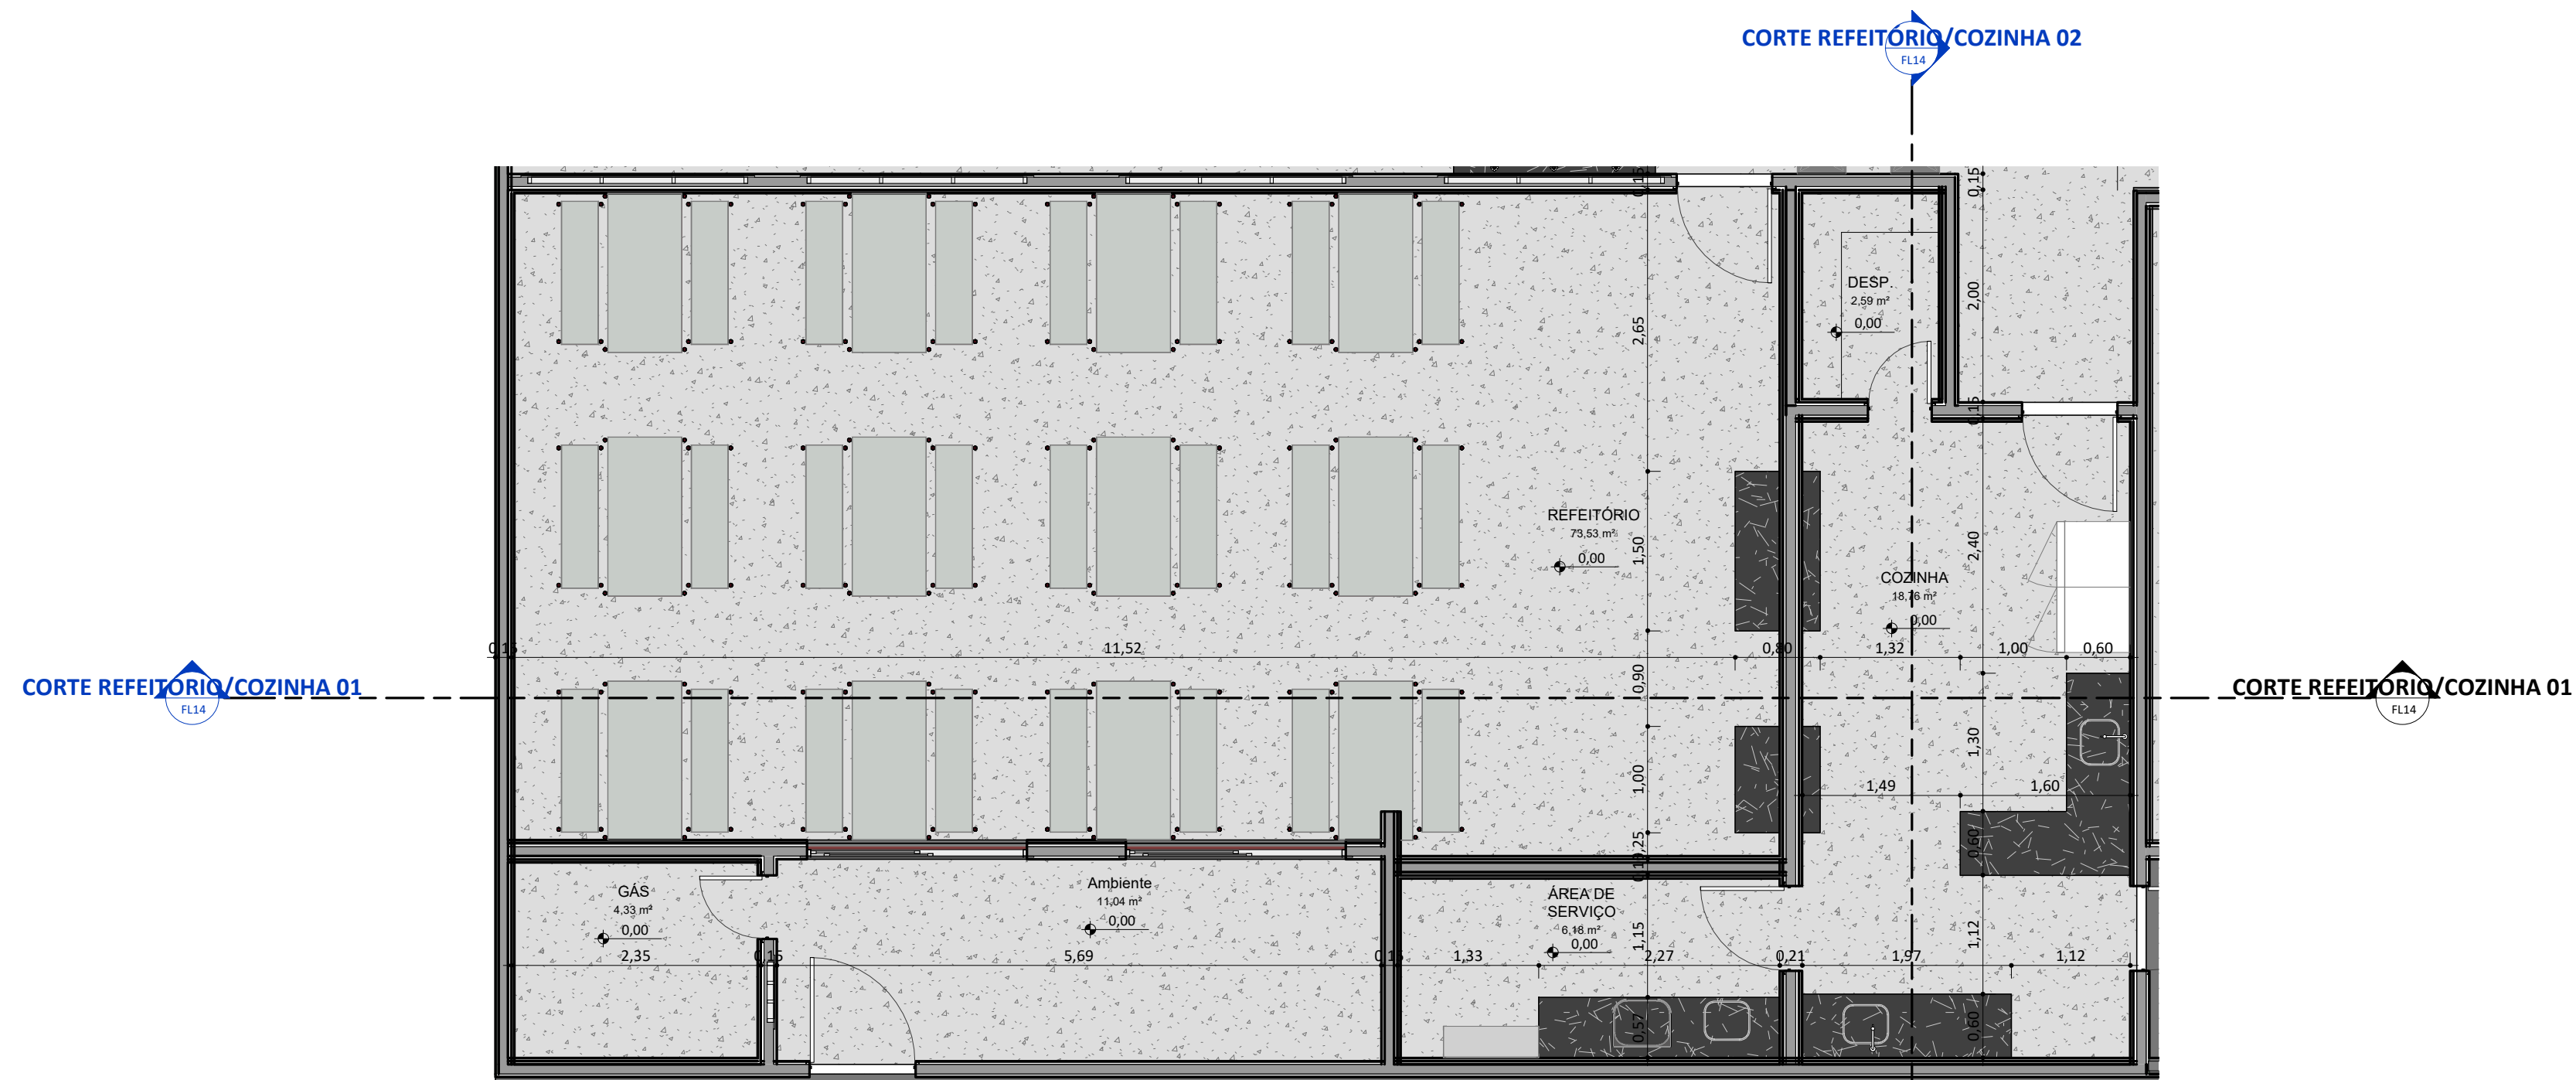 CORTE REFEITÓRIO/COZINHA 02
FL14
0,15
0,15
DESP.
2,59 m²
0,00
2,00
2,65
0,15
REFEITÓRIO
73,53 m²
0,00
1,50
2,40
COZINHA
18,76 m²
0,00
0,15
11,52
0,80
1,32
1,00
0,60
CORTE REFEITÓRIO/COZINHA 01
FL14
0,90
CORTE REFEITÓRIO/COZINHA 01
FL14
1,30
1,00
1,49
1,60
0,60
0,25
GÁS
4,33 m²
0,00
2,35
0,15
Ambiente
11,04 m²
0,00
5,69
ÁREA DE
SERVIÇO
6,18 m²
0,00
1,15
1,12
1,33
2,27
0,21
1,97
1,12
0,57
0,60